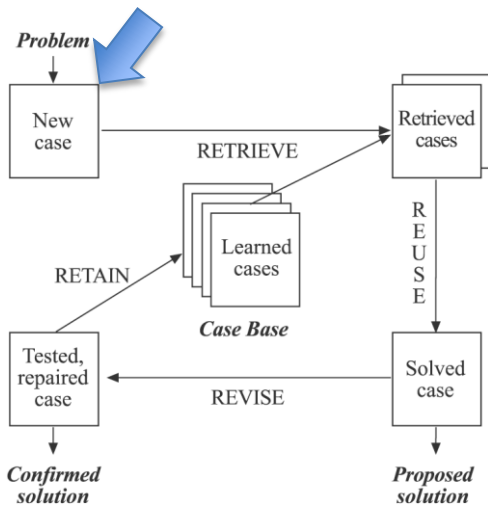 Problem
New
case
RETRIEVE
Retrieved
cases
REUSE
Learned
cases
Case Base
RETAIN
Tested,
repaired
case
REVISE
Solved
case
Confirmed
solution
Proposed
solution